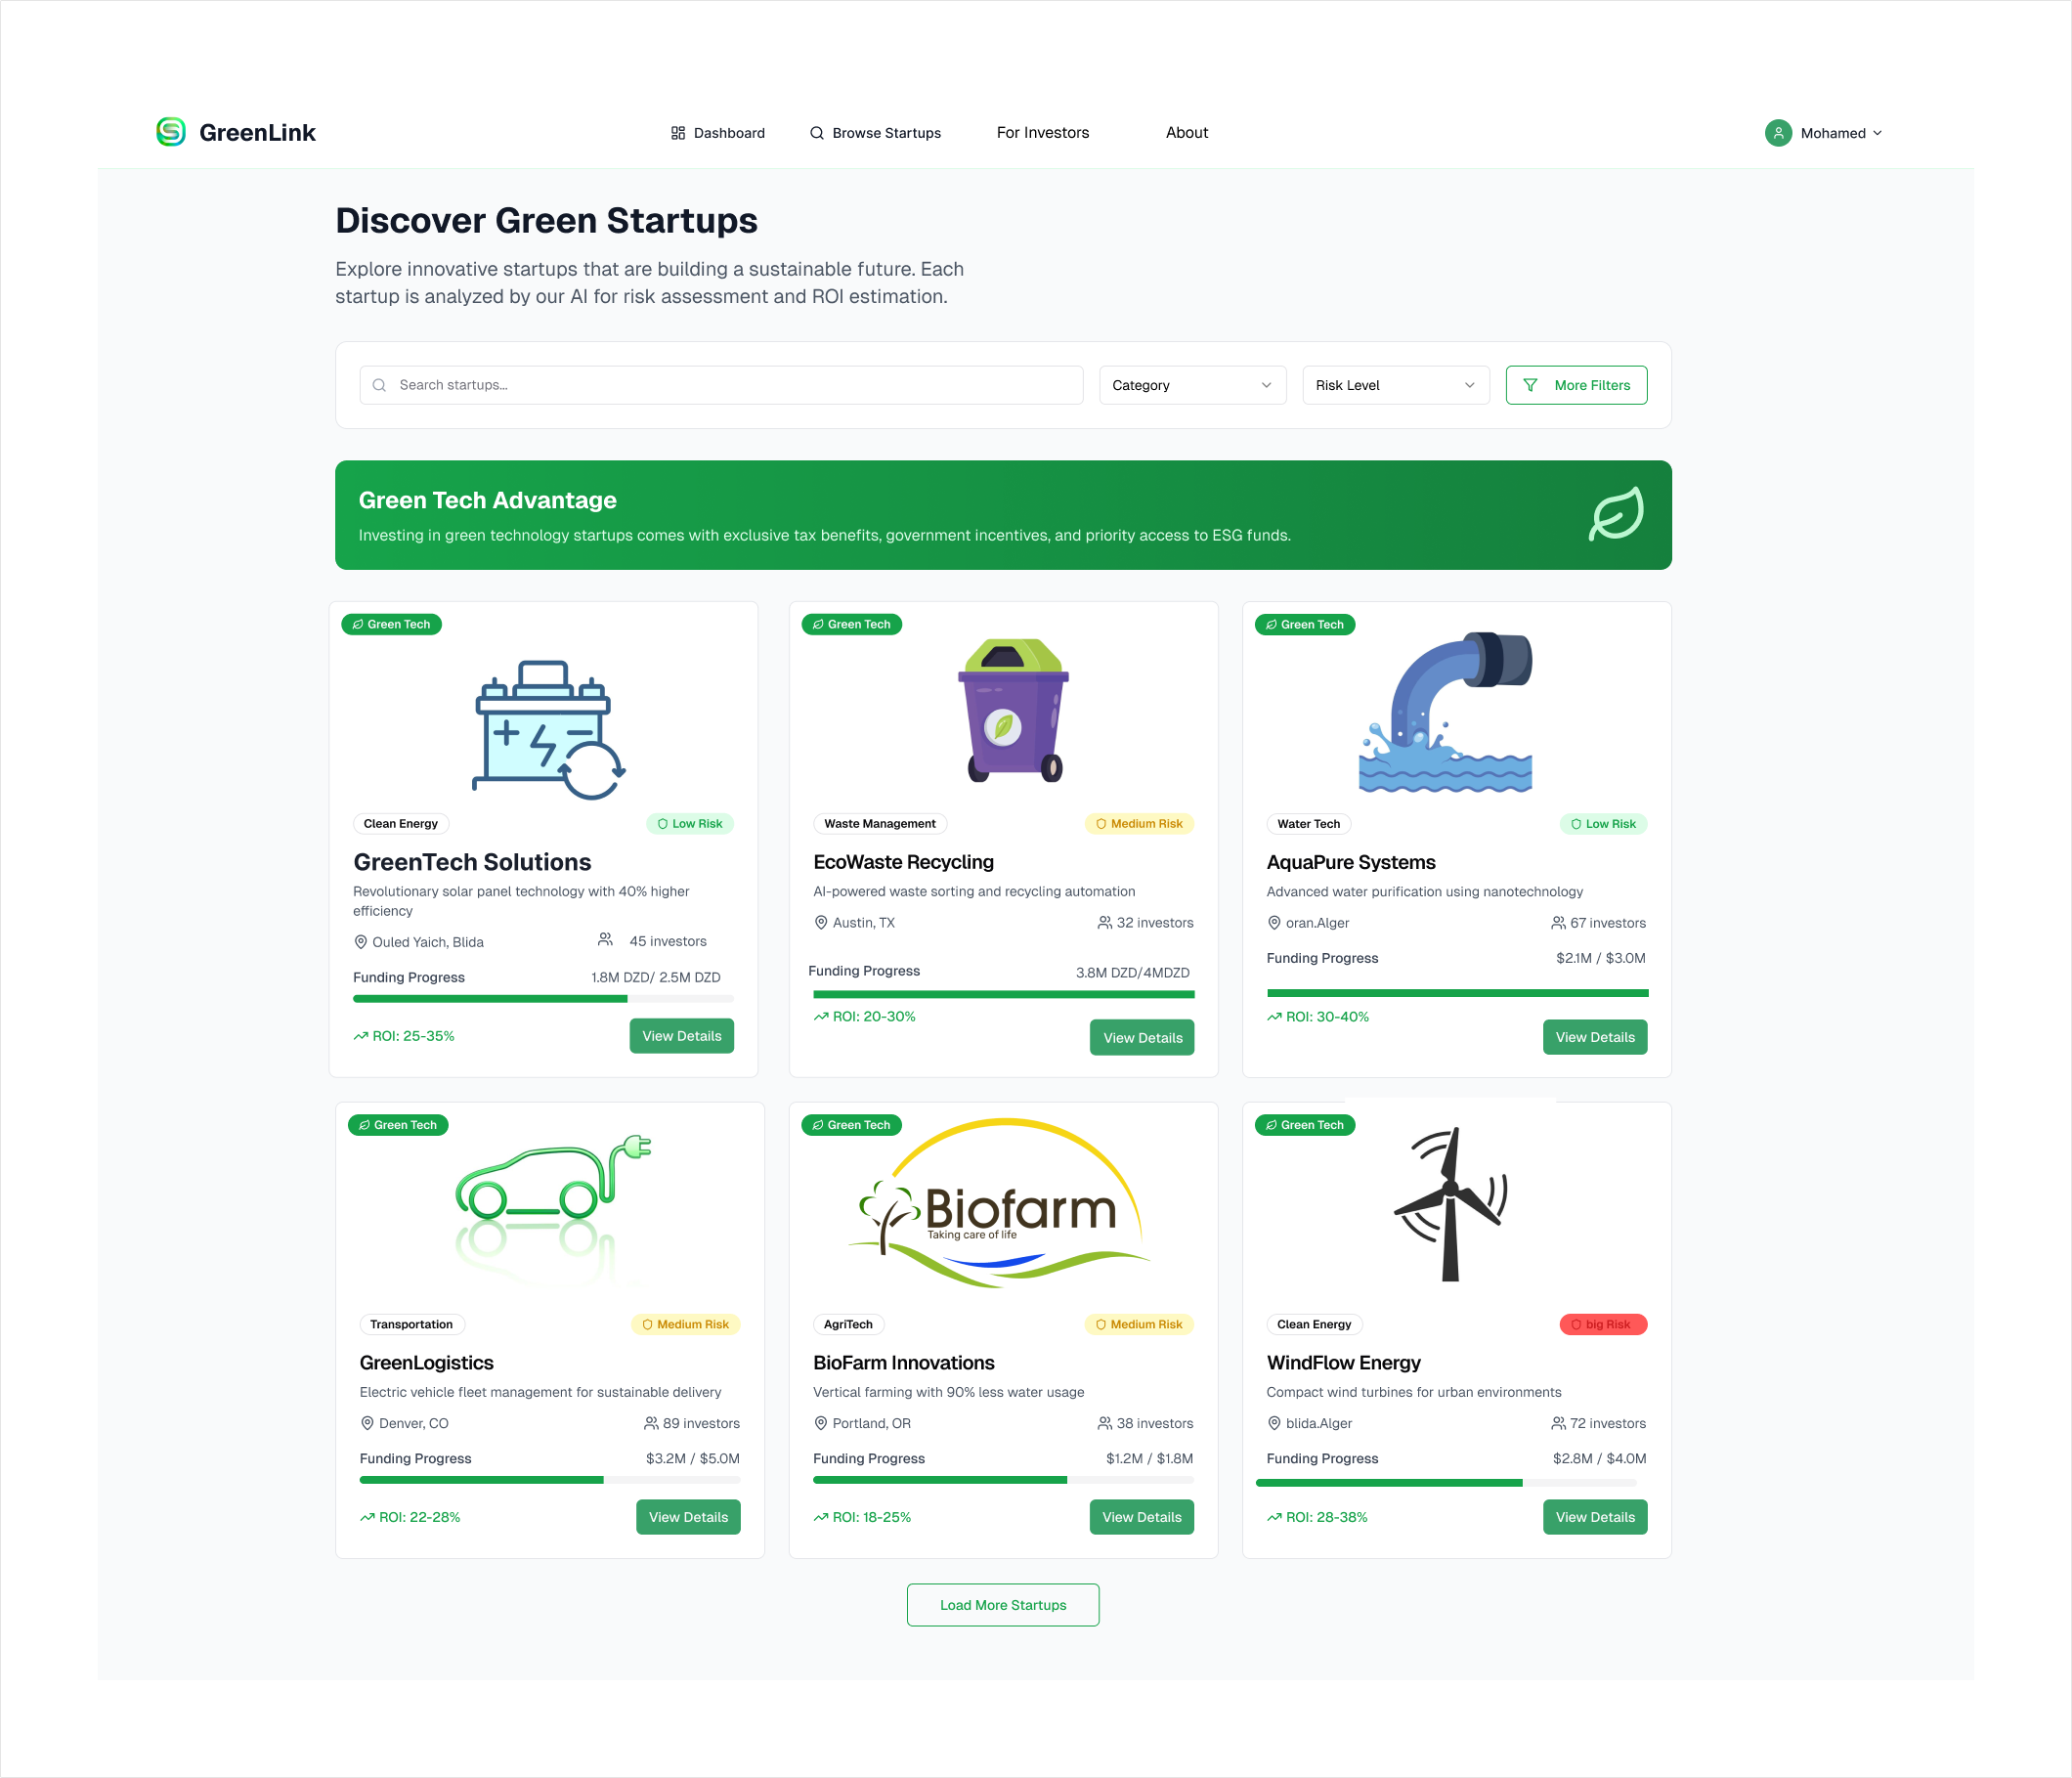 GreenLink
Dashboard
Browse Startups
For Investors
About
Mohamed
Discover Green Startups
Explore innovative startups that are building a sustainable future. Each
startup is analyzed by our AI for risk assessment and ROI estimation.
Search startups...
Category
Risk Level
More Filters
Green Tech Advantage
Investing in green technology startups comes with exclusive tax benefits, government incentives, and priority access to ESG funds.
Green Tech
Clean Energy
Low Risk
GreenTech Solutions
Revolutionary solar panel technology with 40% higher
efficiency
Ouled Yaich, Blida
45 investors
Funding Progress
1.8M DZD/ 2.5M DZD
ROI: 25-35%
View Details
Green Tech
Waste Management
Medium Risk
EcoWaste Recycling
AI-powered waste sorting and recycling automation
Austin, TX
32 investors
Funding Progress
3.8M DZD/4MDZD
ROI: 20-30%
View Details
Green Tech
Water Tech
Low Risk
AquaPure Systems
Advanced water purification using nanotechnology
oran.Alger
67 investors
Funding Progress
$2.1M / $3.0M
ROI: 30-40%
View Details
Green Tech
Transportation
Medium Risk
GreenLogistics
Electric vehicle fleet management for sustainable delivery
Denver, CO
89 investors
Funding Progress
$3.2M / $5.0M
ROI: 22-28%
View Details
Green Tech
Biofarm
Taking care of life
AgriTech
Medium Risk
BioFarm Innovations
Vertical farming with 90% less water usage
Portland, OR
38 investors
Funding Progress
$1.2M / $1.8M
ROI: 18-25%
View Details
Green Tech
Clean Energy
big Risk
WindFlow Energy
Compact wind turbines for urban environments
blida.Alger
72 investors
Funding Progress
$2.8M / $4.0M
ROI: 28-38%
View Details
Load More Startups